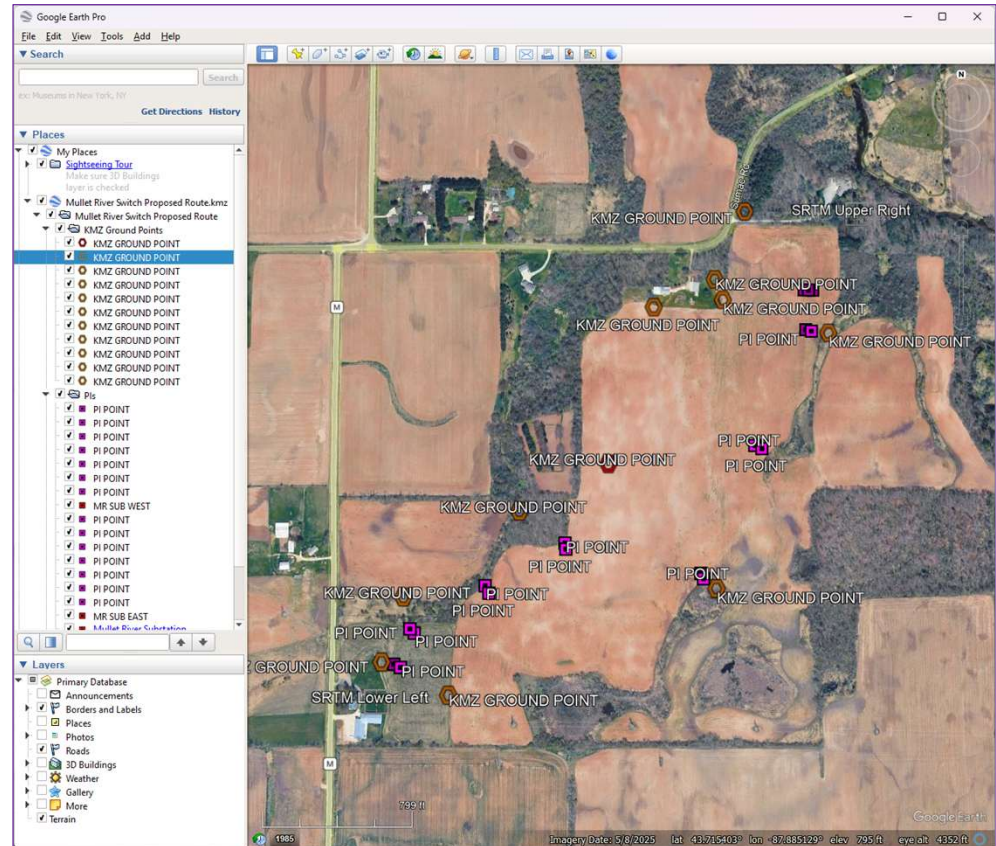 Google Earth Pro
File Edit View Tools Add Help
▼ Search
Search
ex: Museums in New York, NY
Get Directions History
▼ Places
My Places
Sightseeing Tour
Make sure 3D Buildings
layer is checked
Mullet River Switch Proposed Route.kmz
Mullet River Switch Proposed Route
KMZ Ground Points
KMZ GROUND POINT
KMZ GROUND POINT
KMZ GROUND POINT
KMZ GROUND POINT
KMZ GROUND POINT
KMZ GROUND POINT
KMZ GROUND POINT
KMZ GROUND POINT
KMZ GROUND POINT
KMZ GROUND POINT
KMZ GROUND POINT
PIs
PI POINT
PI POINT
PI POINT
PI POINT
PI POINT
PI POINT
PI POINT
MR SUB WEST
PI POINT
PI POINT
PI POINT
PI POINT
PI POINT
PI POINT
PI POINT
MR SUB EAST
Mullet River Substation
▼ Layers
Primary Database
Announcements
Borders and Labels
Places
Photos
Roads
3D Buildings
Weather
Gallery
More
Terrain
N
Sumac Rd
KMZ GROUND POINT
SRTM Upper Right
KMZ GROUND POINT
M
KMZ GROUND POINT
KMZ GROUND POINT
PI POINT
KMZ GROUND POINT
PI POINT
PI POINT
KMZ GROUND POINT
KMZ GROUND POINT
PI POINT
PI POINT
PI POINT
KMZ GROUND POINT
PI POINT
KMZ GROUND POINT
PI POINT
PI POINT
PI POINT
GROUND POINT
PI POINT
SRTM Lower Left
KMZ GROUND POINT
M
799 ft
Google Earth
1985
Imagery Date: 5/8/2025 lat 43.715403° lon -87.885129° elev 795 ft eye alt 4352 ft